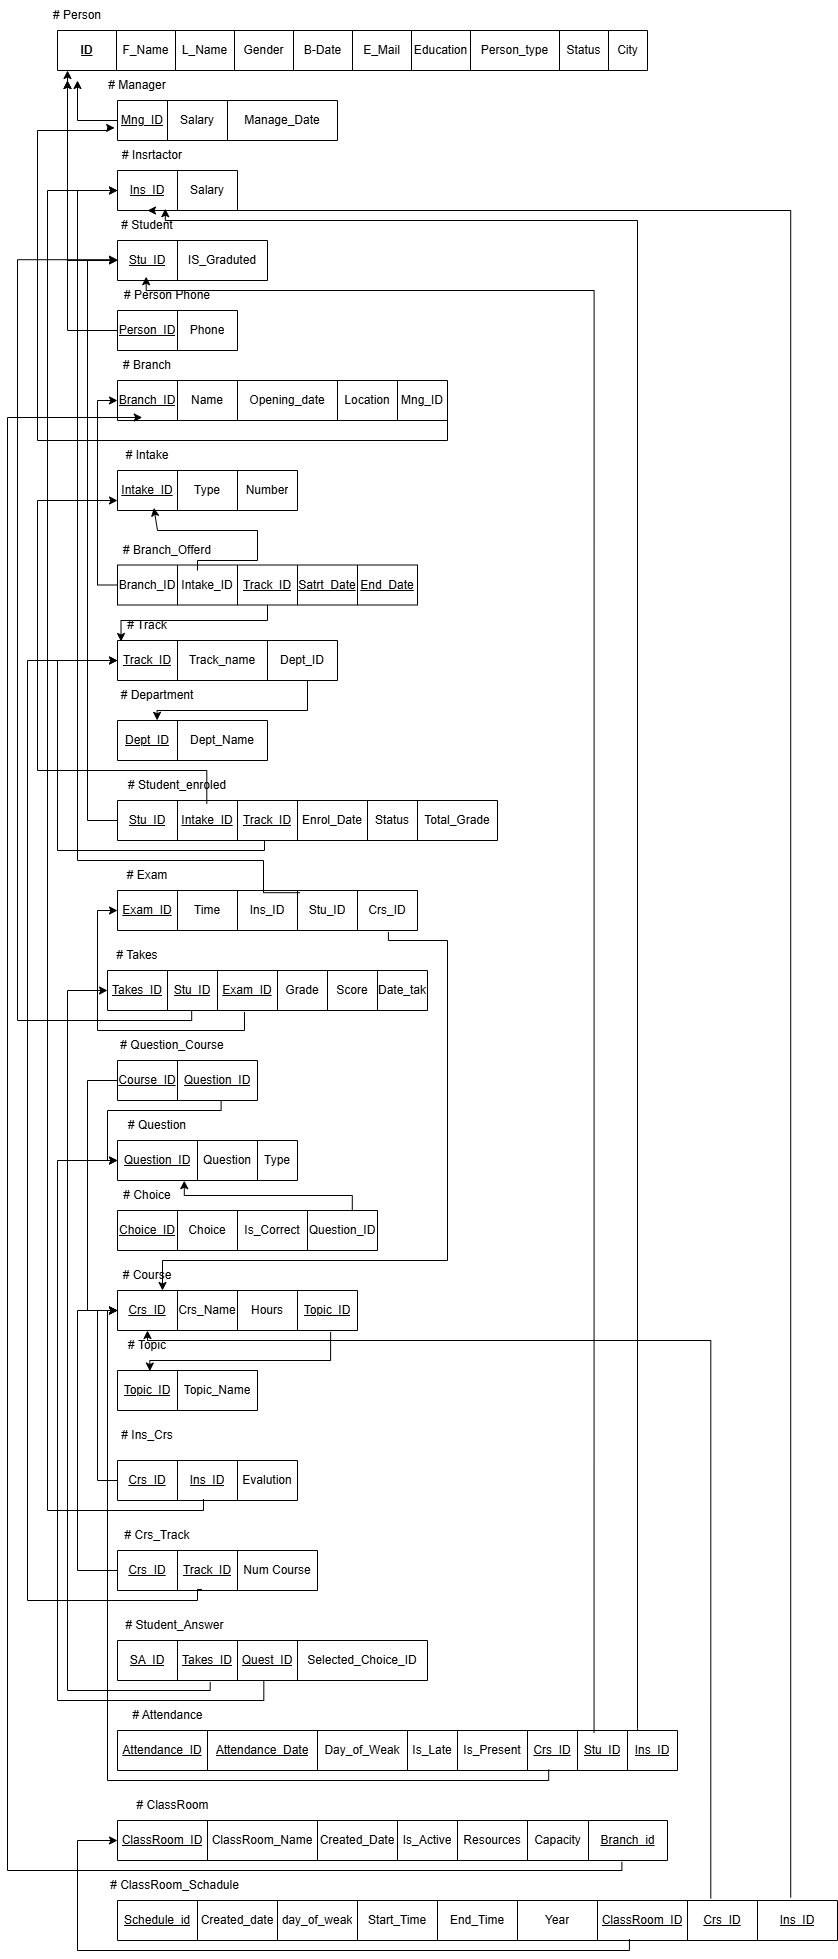 # Person
ID F_Name L_Name Gender B-Date E_Mail Education Person_type Status City
# Manager
Mng_ID Salary Manage_Date
# Insrtactor
Ins_ID Salary
# Student
Stu_ID IS_Graduted
# Person Phone
Person_ID Phone
# Branch
Branch_ID Name Opening_date Location Mng_ID
# Intake
Intake_ID Type Number
# Branch_Offerd
Branch_ID Intake_ID Track_ID Satrt_Date End_Date
# Track
Track_ID Track_name Dept_ID
# Department
Dept_ID Dept_Name
# Student_enroled
Stu_ID Intake_ID Track_ID Enrol_Date Status Total_Grade
# Exam
Exam_ID Time Ins_ID Stu_ID Crs_ID
# Takes
Takes_ID Stu_ID Exam_ID Grade Score Date_tak
# Question_Course
Course_ID Question_ID
# Question
Question_ID Question Type
# Choice
Choice_ID Choice Is_Correct Question_ID
# Course
Crs_ID Crs_Name Hours Topic_ID
# Topic
Topic_ID Topic_Name
# Ins_Crs
Crs_ID Ins_ID Evalution
# Crs_Track
Crs_ID Track_ID Num Course
# Student_Answer
SA_ID Takes_ID Quest_ID Selected_Choice_ID
# Attendance
Attendance_ID Attendance_Date Day_of_Weak Is_Late Is_Present Crs_ID Stu_ID Ins_ID
# ClassRoom
ClassRoom_ID ClassRoom_Name Created_Date Is_Active Resources Capacity Branch_id
# ClassRoom_Schadule
Schedule_id Created_date day_of_weak Start_Time End_Time Year ClassRoom_ID Crs_ID Ins_ID